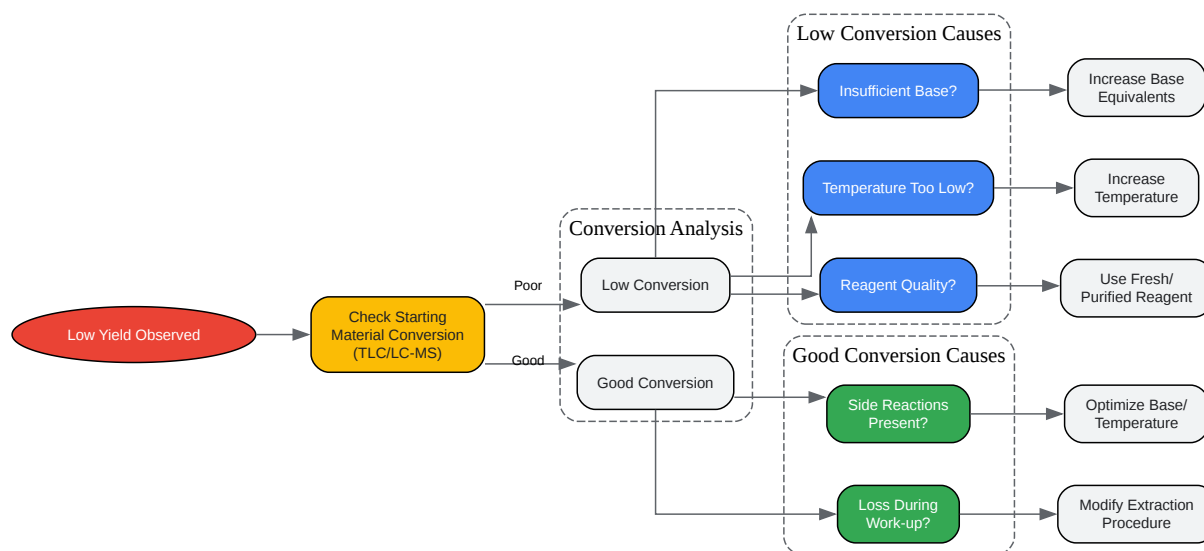 Low Yield Observed
Check Starting
Material Conversion
(TLC/LC-MS)
Poor
Good
Conversion Analysis
Low Conversion
Good Conversion
Low Conversion Causes
Insufficient Base?
Temperature Too Low?
Reagent Quality?
Good Conversion Causes
Side Reactions
Present?
Loss During
Work-up?
Increase Base
Equivalents
Increase
Temperature
Use Fresh/
Purified Reagent
Optimize Base/
Temperature
Modify Extraction
Procedure